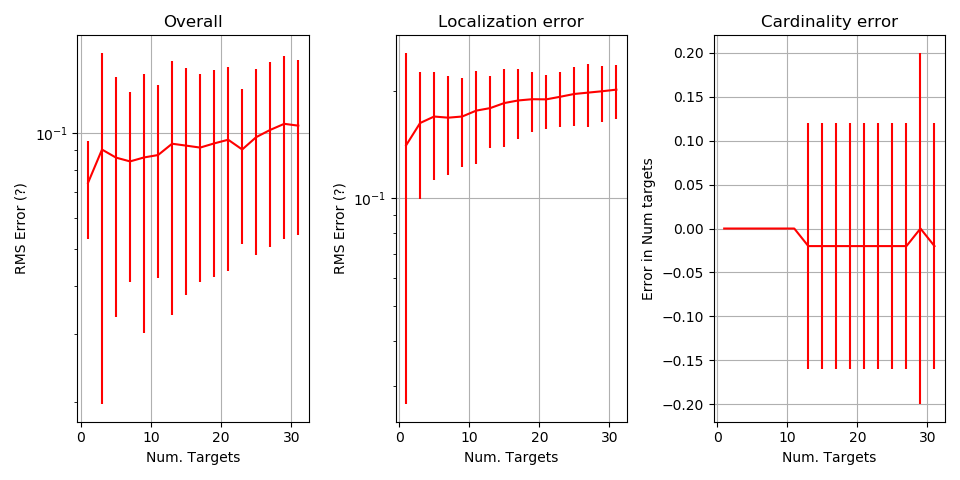 Overall
RMS Error (?)
10⁻¹
0 10 20 30
Num. Targets
Localization error
RMS Error (?)
10⁻¹
0 10 20 30
Num. Targets
Cardinality error
Error in Num targets
0.20
0.15
0.10
0.05
0.00
−0.05
−0.10
−0.15
−0.20
0 10 20 30
Num. Targets